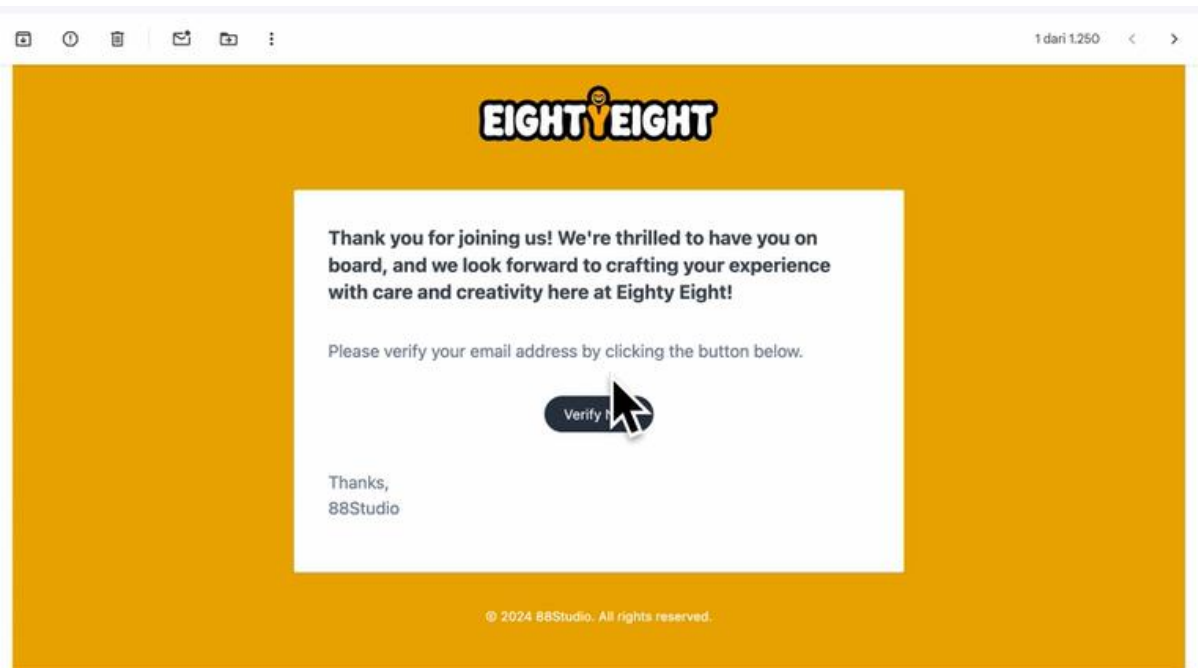 1 dari 1.250
EIGHTYEIGHT
Thank you for joining us! We're thrilled to have you on
board, and we look forward to crafting your experience
with care and creativity here at Eighty Eight!
Please verify your email address by clicking the button below.
Verify
Thanks,
88Studio
© 2024 88Studio. All rights reserved.